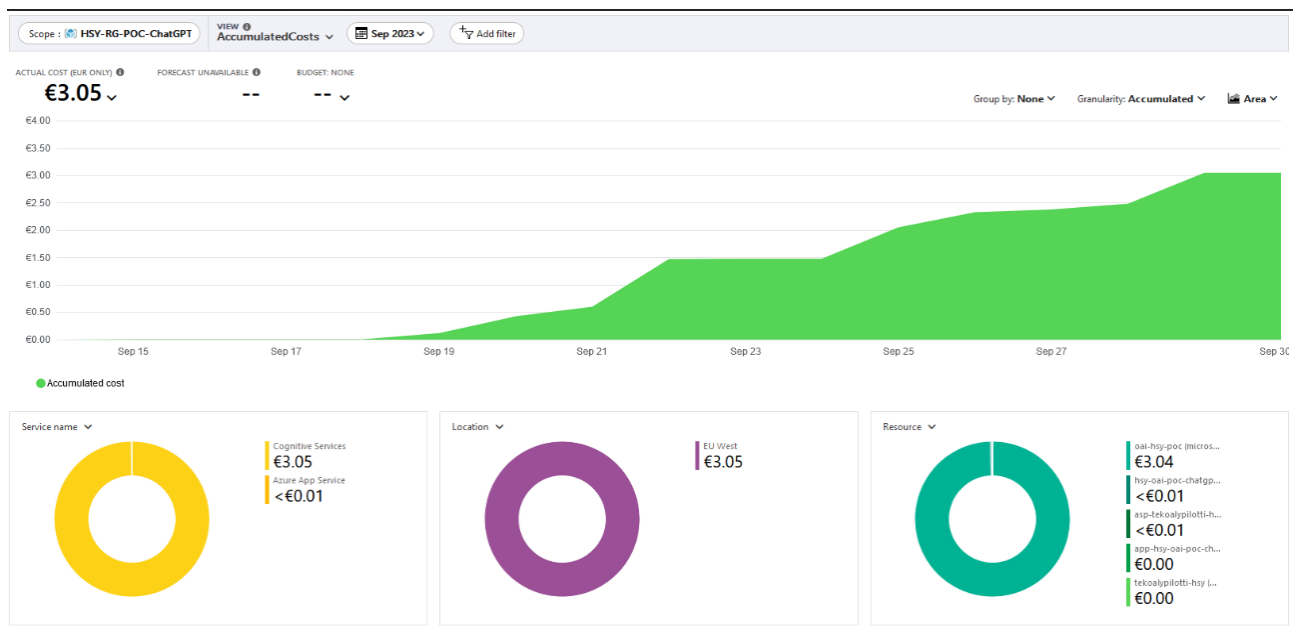 Scope : HSY-RG-POC-ChatGPT
VIEW
AccumulatedCosts
Sep 2023
Add filter
ACTUAL COST (EUR ONLY)
FORECAST UNAVAILABLE
BUDGET: NONE
€3.05
--
--
Group by: None
Granularity: Accumulated
Area
€4.00
€3.50
€3.00
€2.50
€2.00
€1.50
€1.00
€0.50
€0.00
Sep 15
Sep 17
Sep 19
Sep 21
Sep 23
Sep 25
Sep 27
Sep 30
Accumulated cost
Service name
Cognitive Services
€3.05
Azure App Service
<€0.01
Location
EU West
€3.05
Resource
oai-hsy-poc (micros...
€3.04
hsy-oai-poc-chatgp...
<€0.01
asp-tekoalypilotti-h...
<€0.01
app-hsy-oai-poc-ch...
€0.00
tekoalypilotti-hsy (...
€0.00